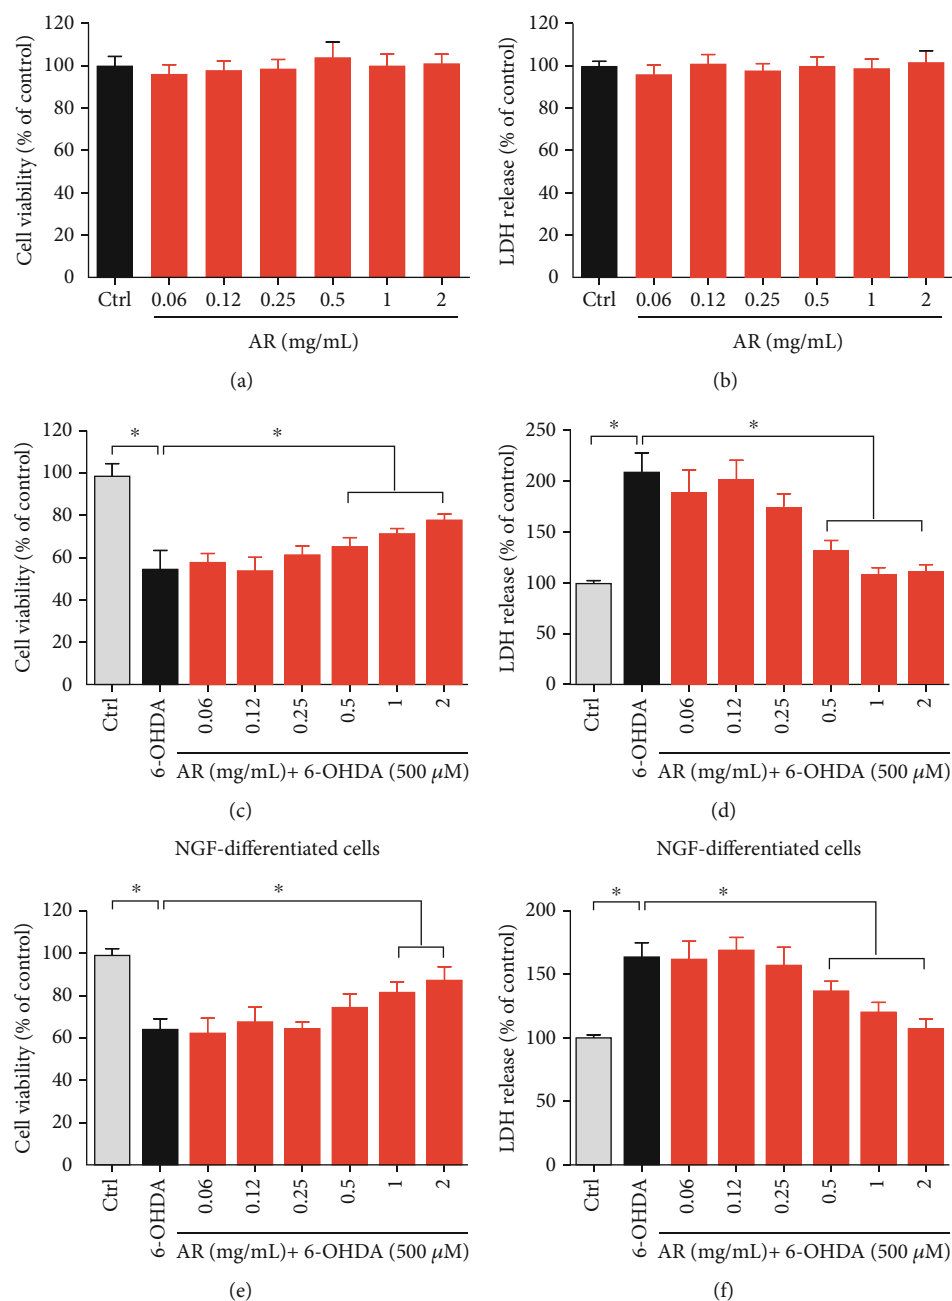 Cell viability (% of control)
120
100
80
60
40
20
0
Ctrl 0.06 0.12 0.25 0.5 1 2
AR (mg/mL)
(a)
LDH release (% of control)
120
100
80
60
40
20
0
Ctrl 0.06 0.12 0.25 0.5 1 2
AR (mg/mL)
(b)
Cell viability (% of control)
120
100
80
60
40
20
0
* *
Ctrl 6-OHDA 0.06 0.12 0.25 0.5 1 2
AR (mg/mL)+ 6-OHDA (500 μM)
(c)
LDH release (% of control)
250
200
150
100
50
0
* *
Ctrl 6-OHDA 0.06 0.12 0.25 0.5 1 2
AR (mg/mL)+ 6-OHDA (500 μM)
(d)
NGF-differentiated cells
Cell viability (% of control)
120
100
80
60
40
20
0
* *
Ctrl 6-OHDA 0.06 0.12 0.25 0.5 1 2
AR (mg/mL)+ 6-OHDA (500 μM)
(e)
NGF-differentiated cells
LDH release (% of control)
200
150
100
50
0
* *
Ctrl 6-OHDA 0.06 0.12 0.25 0.5 1 2
AR (mg/mL)+ 6-OHDA (500 μM)
(f)